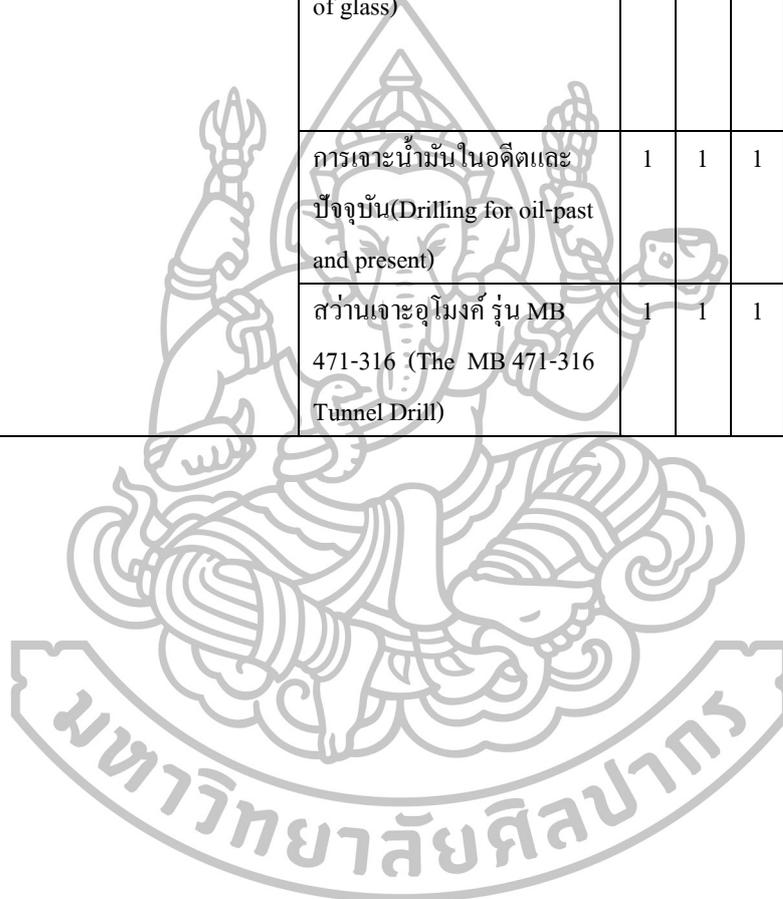 of glass)
การเจาะน้ำมันในอดีตและ 1 1 1
ปัจจุบัน(Drilling for oil-past
and present)
สว่านเจาะอุโมงค์ รุ่น MB 1 1 1
471-316 (The MB 471-316
Tunnel Drill)
มหาวิทยาลัยศิลปากร